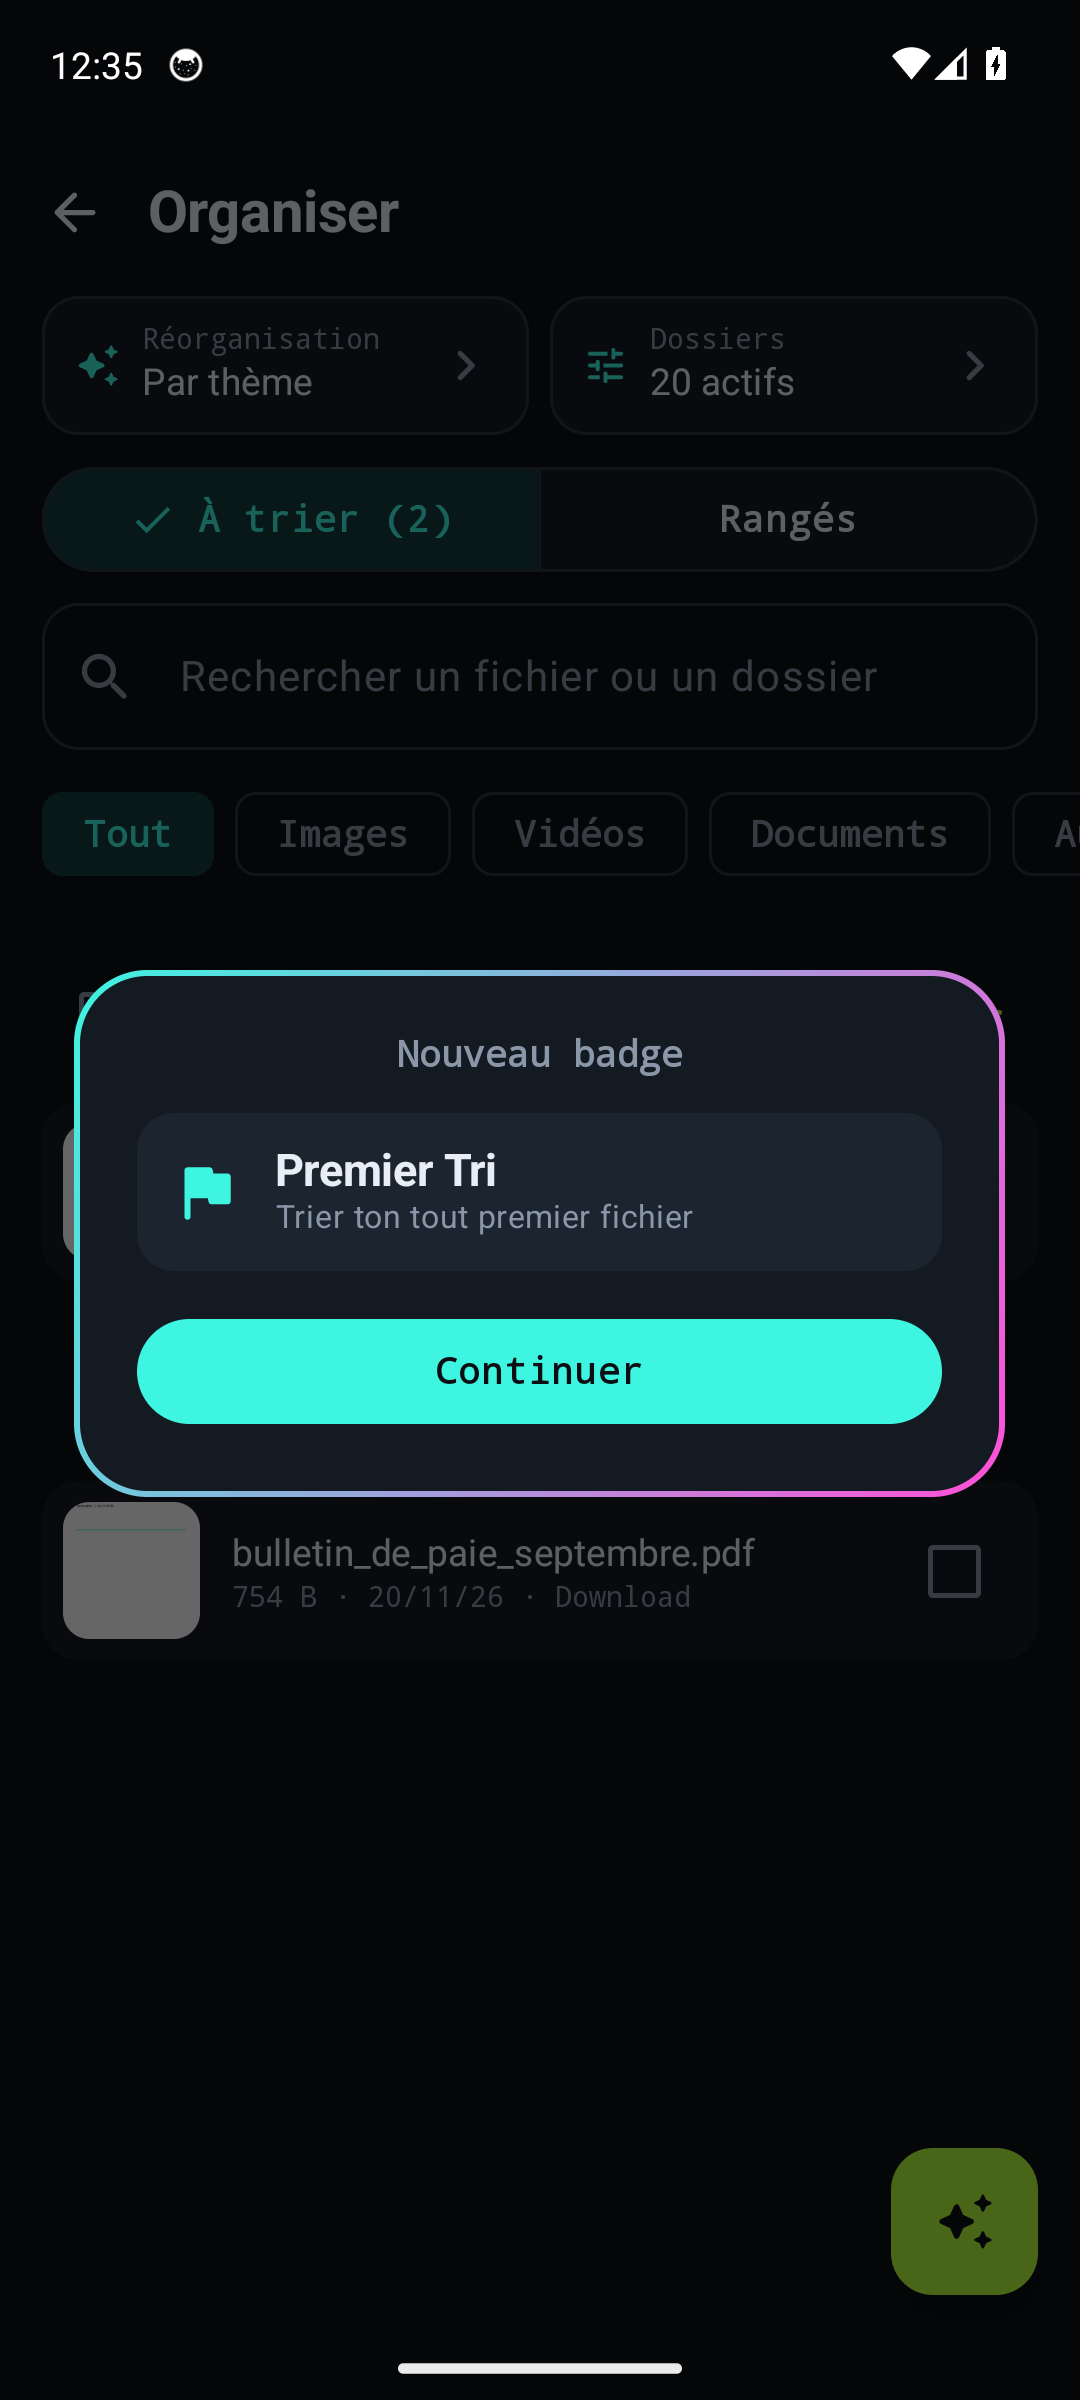 12:35
Organiser
Réorganisation
Par thème
Dossiers
20 actifs
À trier (2)
Rangés
Rechercher un fichier ou un dossier
Tout
Images
Vidéos
Documents
Nouveau badge
Premier Tri
Trier ton tout premier fichier
Continuer
bulletin_de_paie_septembre.pdf
754 B · 20/11/26 · Download